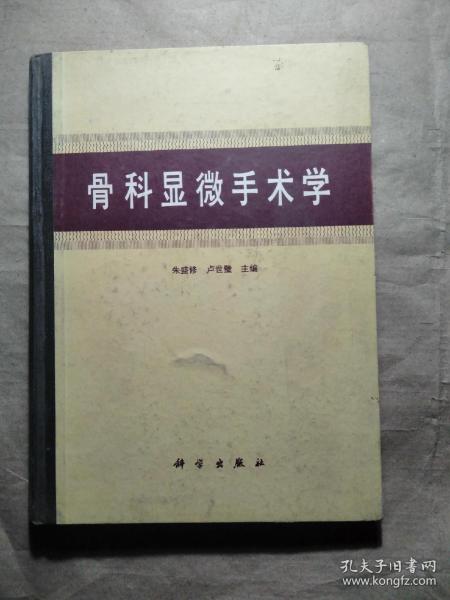 骨科显微手术学
朱盛修 卢世璧 主编
科学出版社
孔夫子旧书网
www.kongfz.com